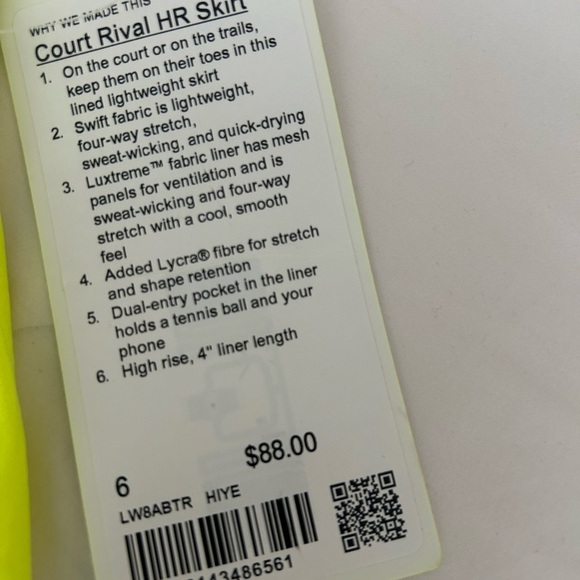 WHY WE MADE THIS
Court Rival HR Skirt
1. On the court or on the trails,
keep them on their toes in this
lined lightweight skirt
2. Swift fabric is lightweight,
four-way stretch,
sweat-wicking, and quick-drying
3. Luxtreme™ fabric liner has mesh
panels for ventilation and is
sweat-wicking and four-way
stretch with a cool, smooth
feel
4. Added Lycra® fibre for stretch
and shape retention
5. Dual-entry pocket in the liner
holds a tennis ball and your
phone
6. High rise, 4" liner length
$88.00
6
LW8ABTR HIYE